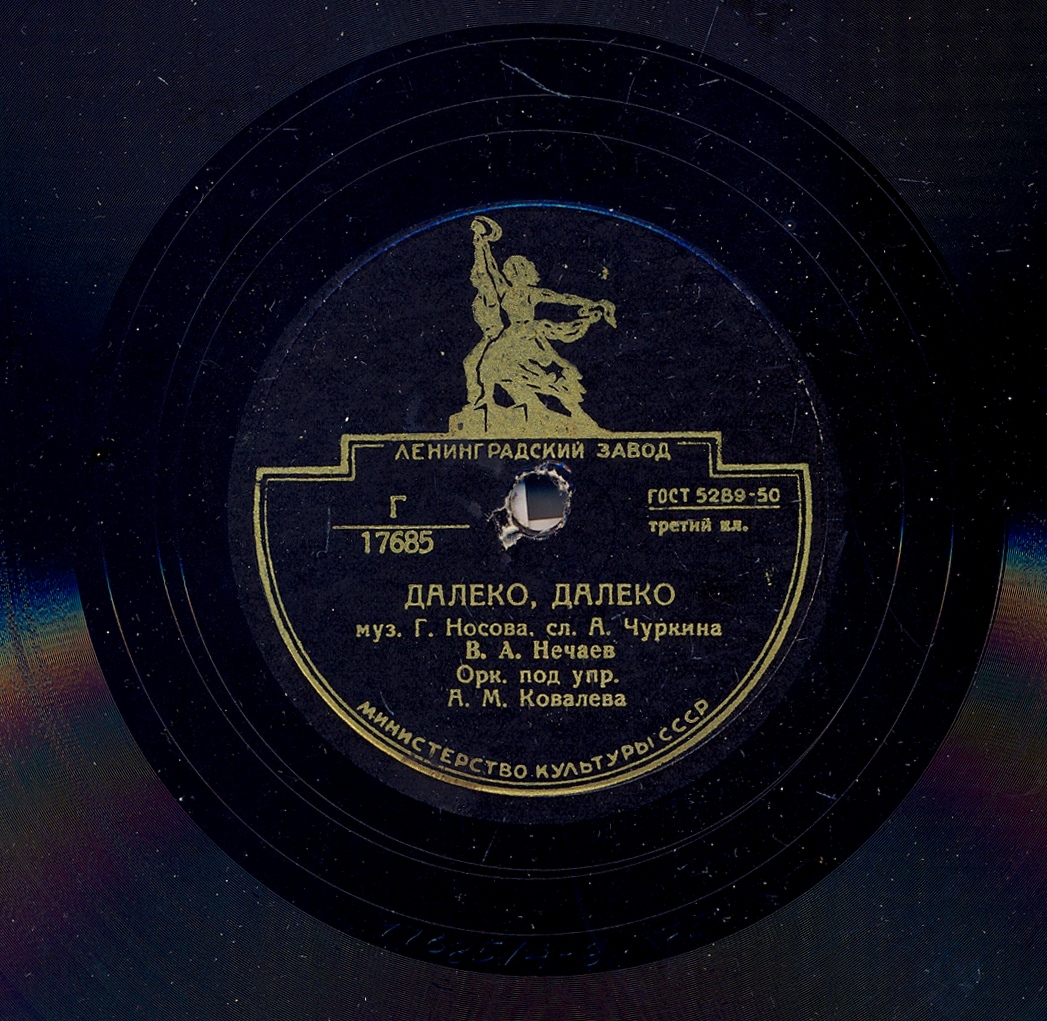 ЛЕНИНГРАДСКИЙ ЗАВОД
Г
17685
ГОСТ 5289-50
третий кл.
ДАЛЕКО, ДАЛЕКО
муз. Г. Носова, сл. А. Чуркина
В. А. Нечаев
Орк. под упр.
А. М. Ковалева
МИНИСТЕРСТВО КУЛЬТУРЫ СССР